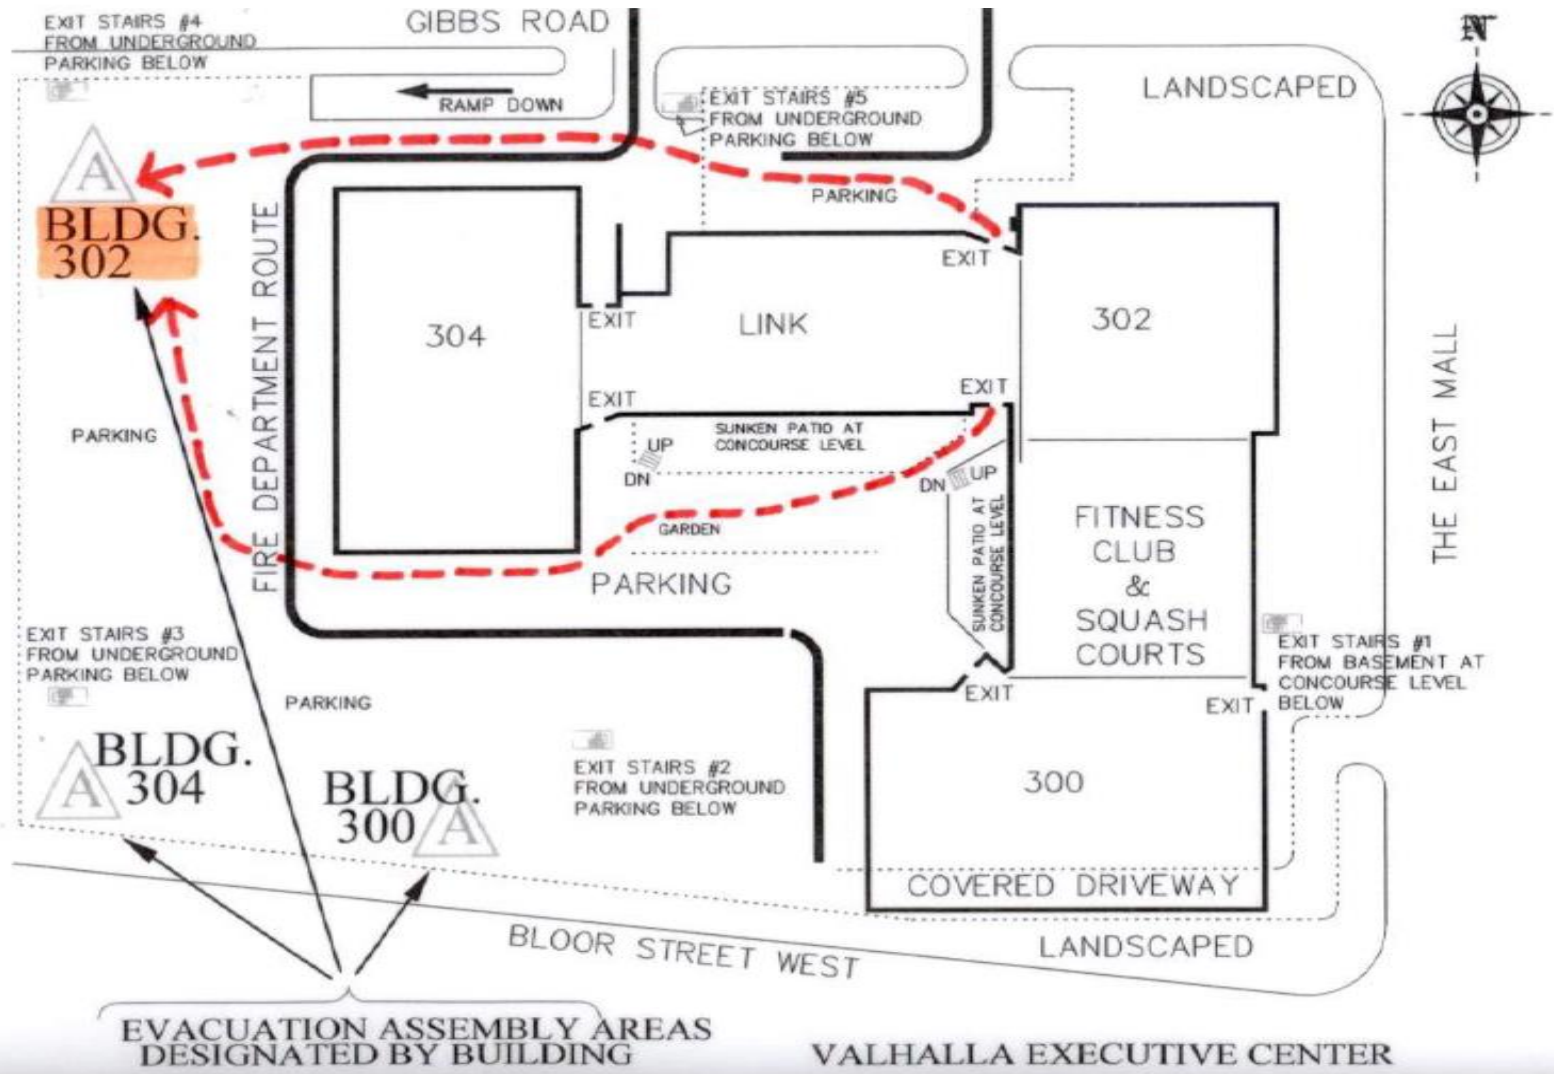 EXIT STAIRS #4
FROM UNDERGROUND
PARKING BELOW
GIBBS ROAD
N
LANDSCAPED
RAMP DOWN
EXIT STAIRS #5
FROM UNDERGROUND
PARKING BELOW
A
BLDG.
302
PARKING
FIRE DEPARTMENT ROUTE
EXIT
304
EXIT
LINK
302
EXIT
EXIT
THE EAST MALL
PARKING
SUNKEN PATIO AT
CONCOURSE LEVEL
UP
DN
DN
UP
SUNKEN PATIO AT
CONCOURSE LEVEL
GARDEN
PARKING
FITNESS
CLUB
&
SQUASH
COURTS
EXIT STAIRS #3
FROM UNDERGROUND
PARKING BELOW
EXIT STAIRS #1
FROM BASEMENT AT
CONCOURSE LEVEL
BELOW
EXIT
EXIT
PARKING
A
BLDG.
304
BLDG.
300
A
EXIT STAIRS #2
FROM UNDERGROUND
PARKING BELOW
300
COVERED DRIVEWAY
BLOOR STREET WEST
LANDSCAPED
EVACUATION ASSEMBLY AREAS
DESIGNATED BY BUILDING
VALHALLA EXECUTIVE CENTER